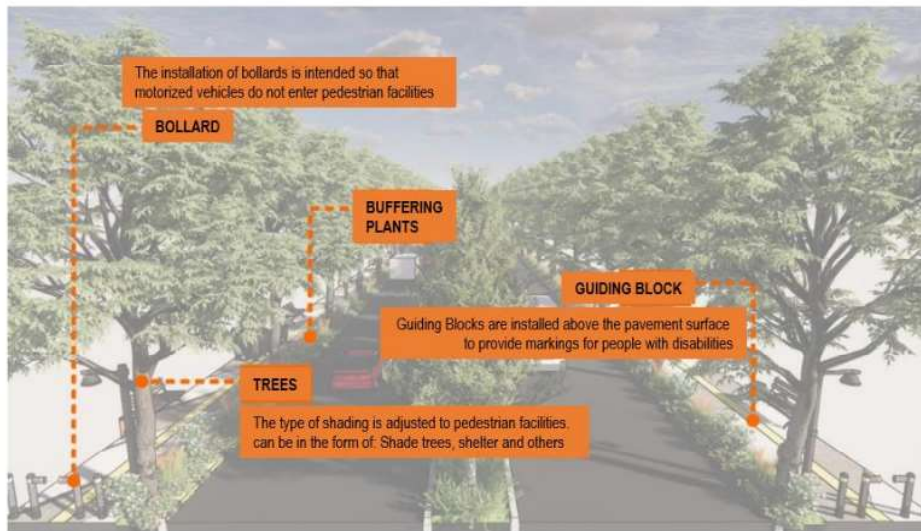 The installation of bollards is intended so that
motorized vehicles do not enter pedestrian facilities
BOLLARD
BUFFERING
PLANTS
GUIDING BLOCK
Guiding Blocks are installed above the pavement surface
to provide markings for people with disabilities
TREES
The type of shading is adjusted to pedestrian facilities.
can be in the form of: Shade trees, shelter and others